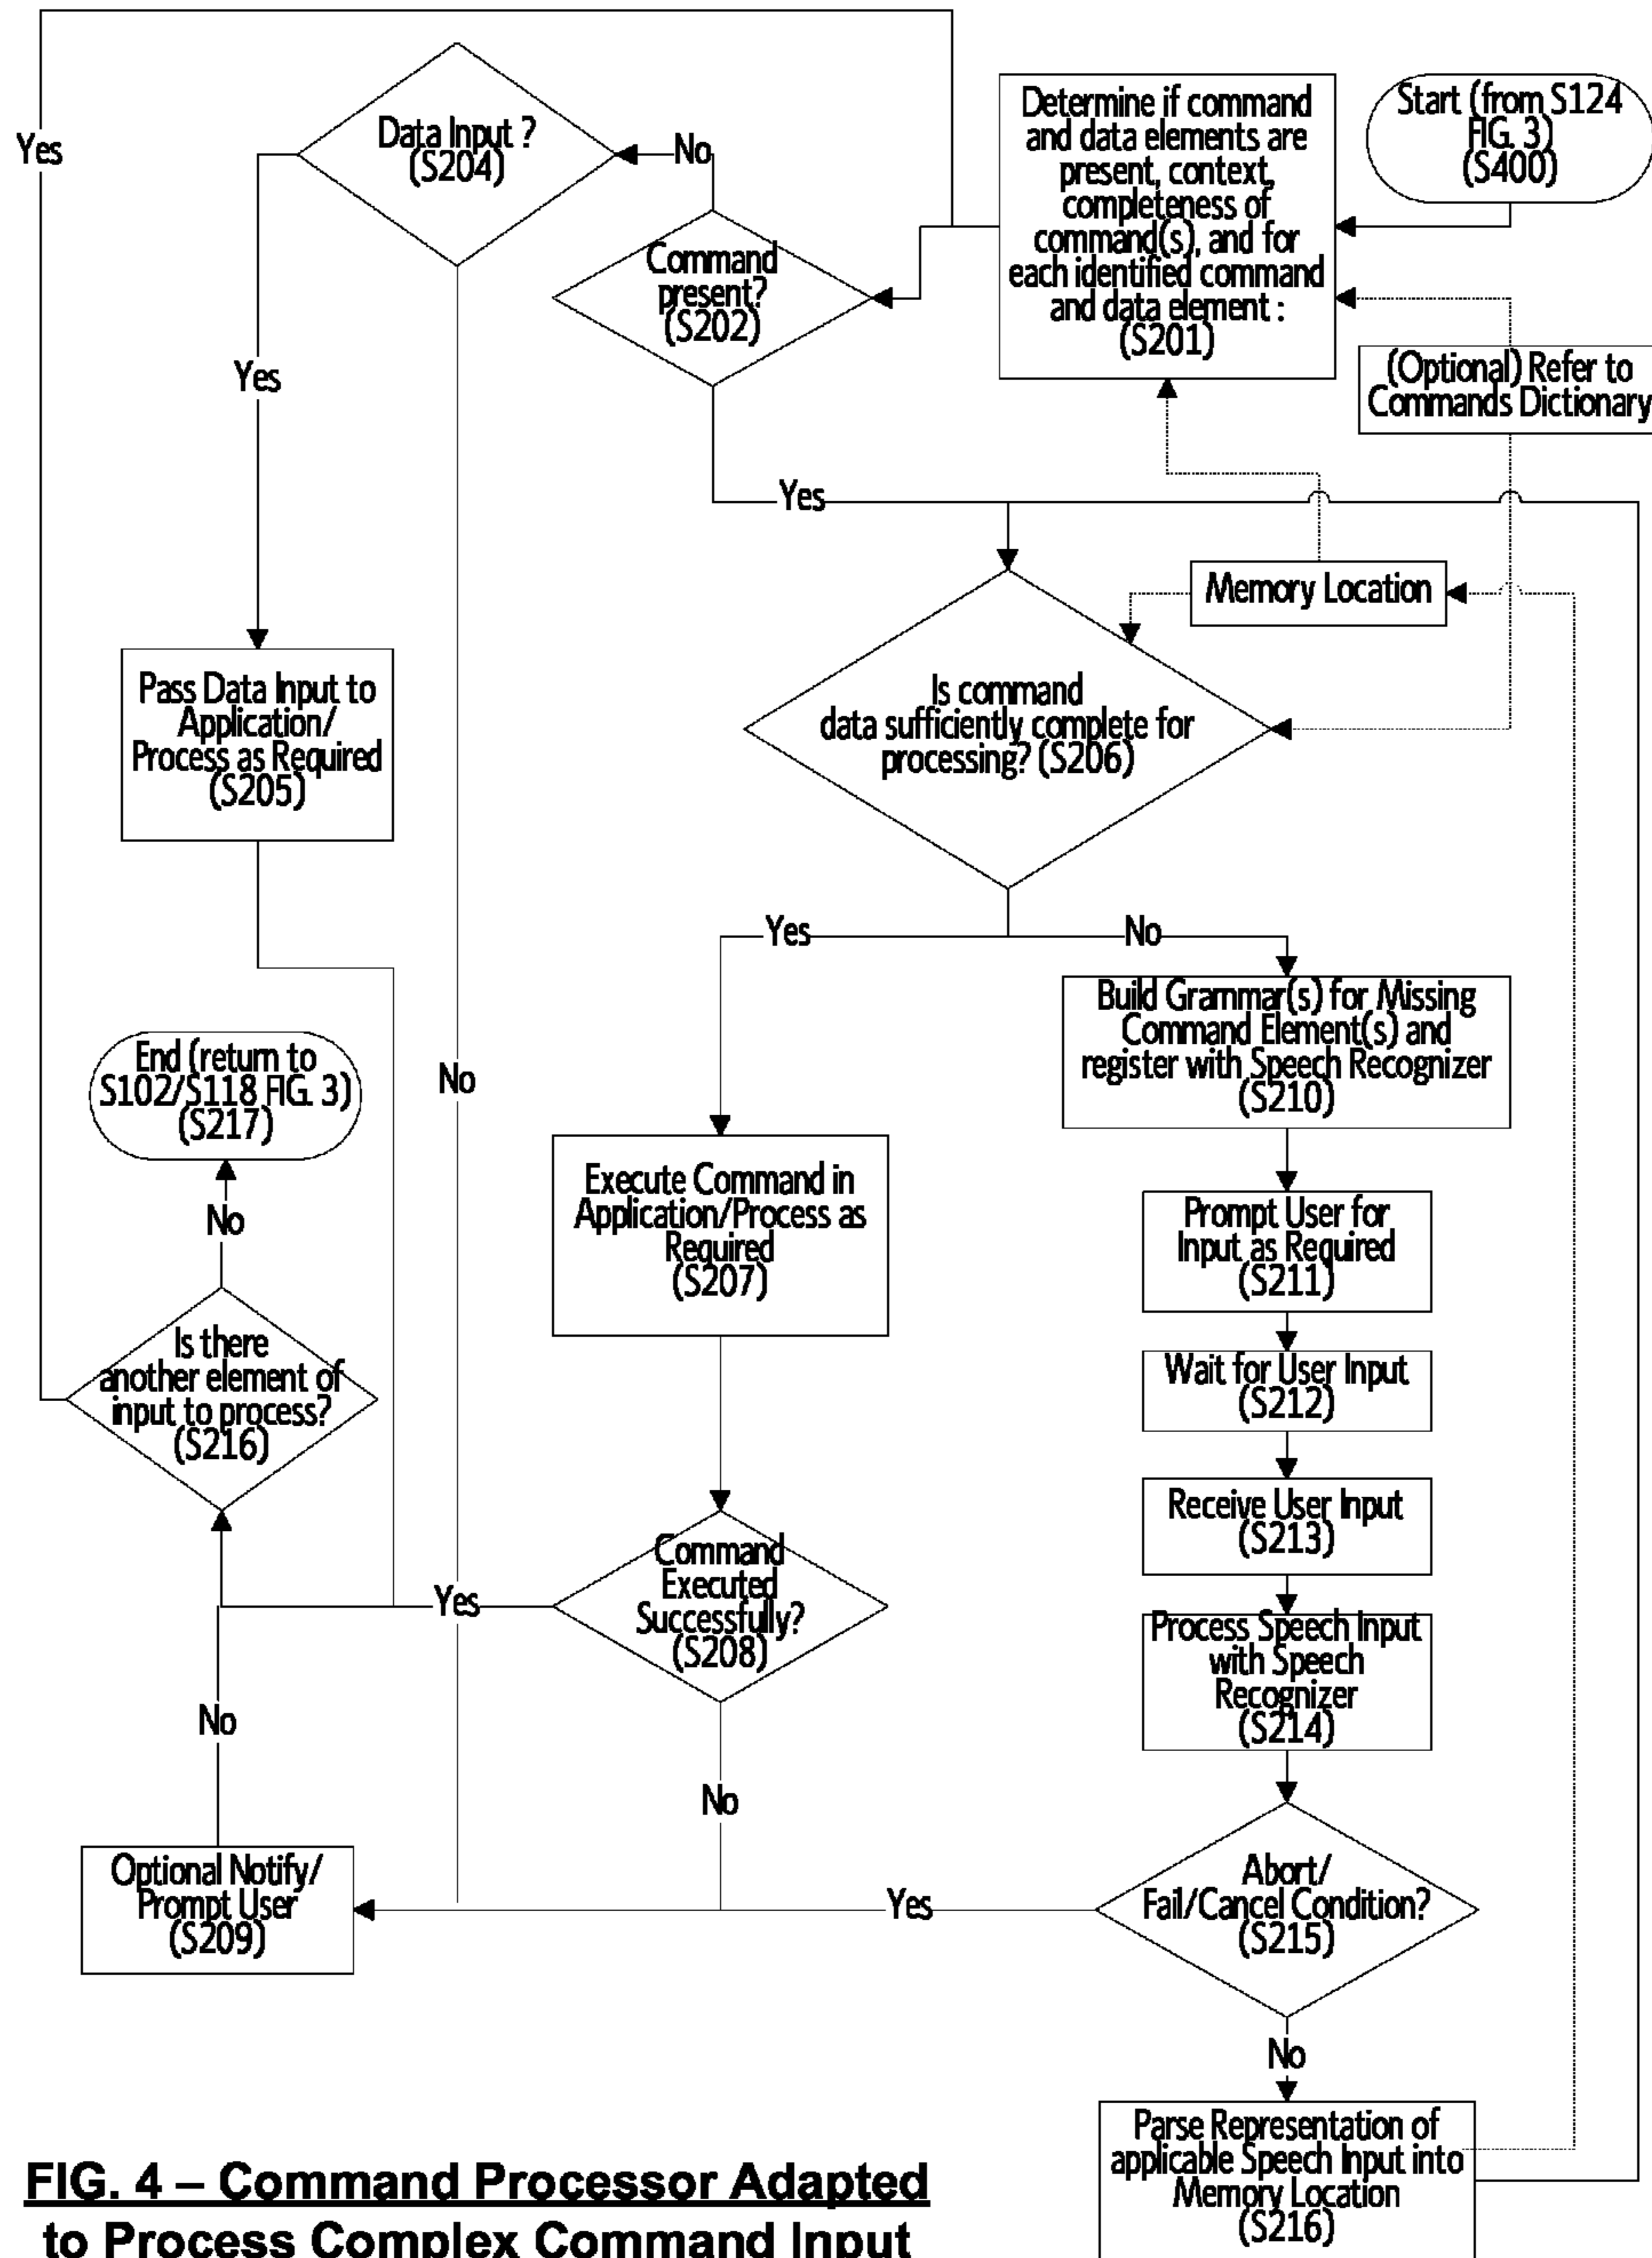 Yes
Data Input ?
(S204)
No
Determine if command
and data elements are
present, context,
completeness of
command(s), and for
each identified command
and data element :
(S201)
Start (from S124
FIG. 3)
(S400)
Command
present?
(S202)
(Optional) Refer to
Commands Dictionary
Yes
Yes
Memory Location
Pass Data Input to
Application/
Process as Required
(S205)
Is command
data sufficiently complete for
processing? (S206)
Yes
No
Build Grammar(s) for Missing
Command Element(s) and
register with Speech Recognizer
(S210)
End (return to
S102/S118 FIG. 3)
(S217)
No
No
Execute Command in
Application/Process as
Required
(S207)
Prompt User for
Input as Required
(S211)
Is there
another element of
input to process?
(S216)
Wait for User Input
(S212)
Receive User Input
(S213)
Command
Executed
Successfully?
(S208)
Yes
Process Speech Input
with Speech
Recognizer
(S214)
No
No
Optional Notify/
Prompt User
(S209)
Yes
Abort/
Fail/Cancel Condition?
(S215)
No
Parse Representation of
applicable Speech Input into
Memory Location
(S216)
FIG. 4 – Command Processor Adapted
to Process Complex Command Input